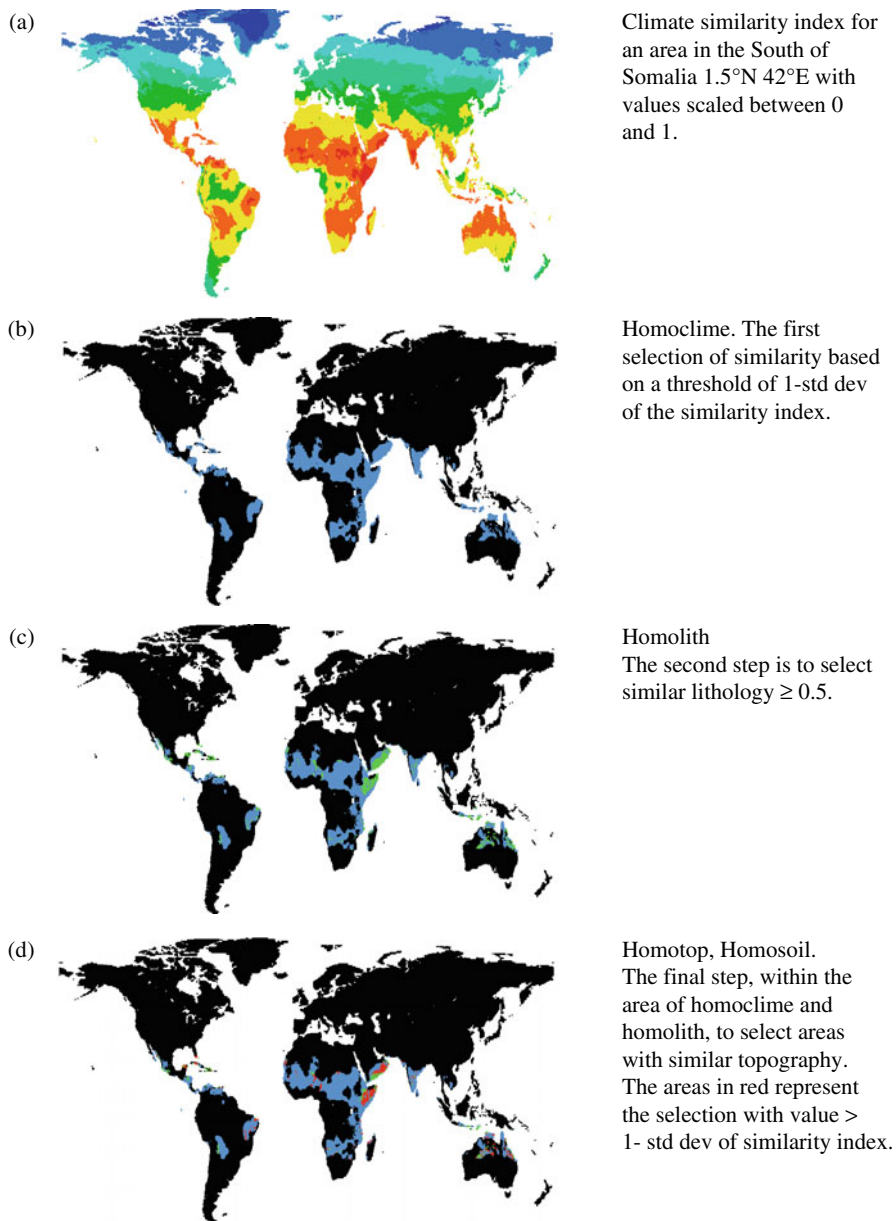 (a)
Climate similarity index for
an area in the South of
Somalia 1.5°N 42°E with
values scaled between 0
and 1.
(b)
Homoclime. The first
selection of similarity based
on a threshold of 1-std dev
of the similarity index.
(c)
Homolith
The second step is to select
similar lithology ≥ 0.5.
(d)
Homotop, Homosoil.
The final step, within the
area of homoclime and
homolith, to select areas
with similar topography.
The areas in red represent
the selection with value >
1- std dev of similarity index.